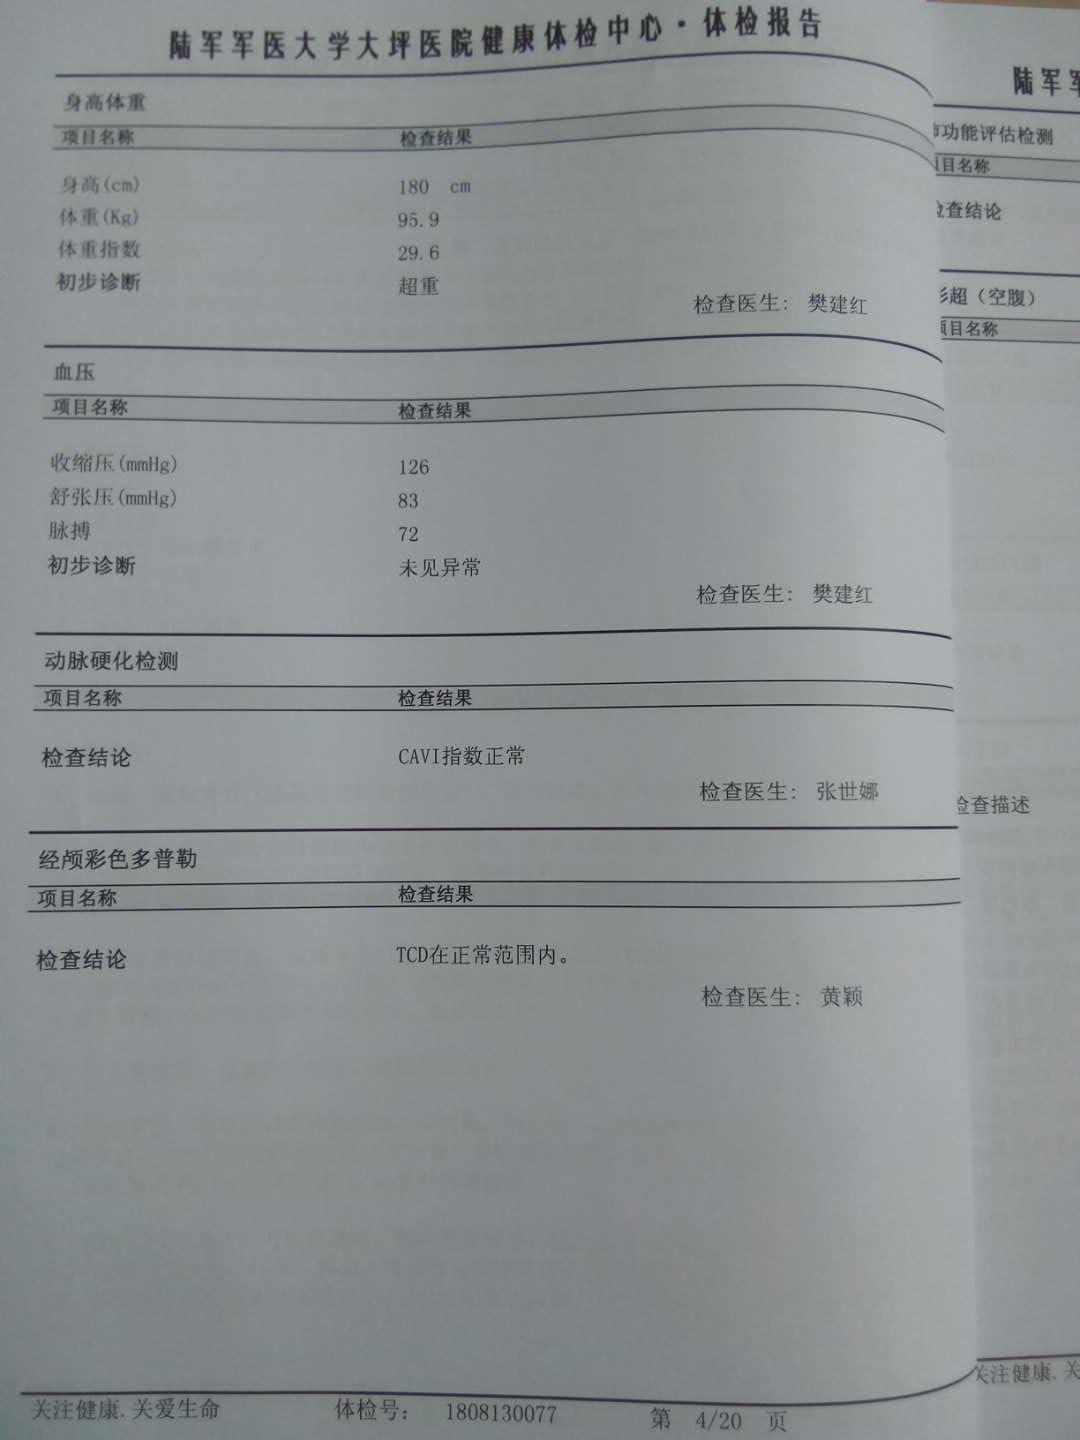 陆军军医大学大坪医院健康体检中心·体检报告
身高体重
项目名称 检查结果
身高(cm) 180 cm
体重(Kg) 95.9
体重指数 29.6
初步诊断 超重
检查医生: 樊建红
血压
项目名称 检查结果
收缩压(mmHg) 126
舒张压(mmHg) 83
脉搏 72
初步诊断 未见异常
检查医生: 樊建红
动脉硬化检测
项目名称 检查结果
检查结论 CAVI指数正常
检查医生: 张世娜
经颅彩色多普勒
项目名称 检查结果
检查结论 TCD在正常范围内。
检查医生: 黄颖
关注健康.关爱生命 体检号: 1808130077 第 4/20 页
陆军
功能评估检测
项目名称
检查结论
彩超（空腹）
项目名称
检查描述
关注健康.关